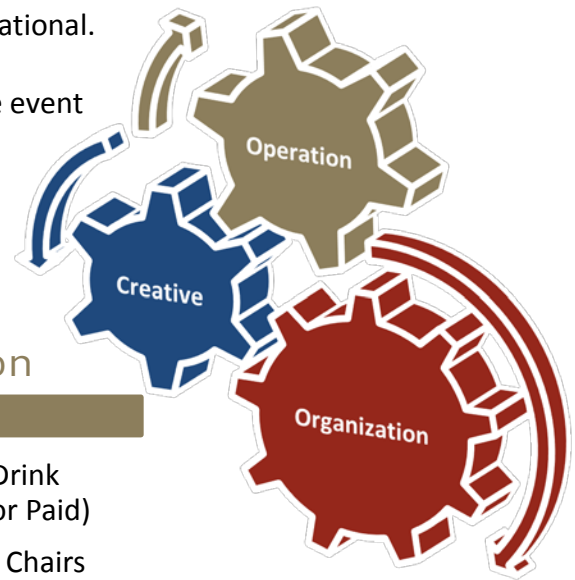 ational.
e event
Operation
Creative
Organization
on
Drink
or Paid)
Chairs